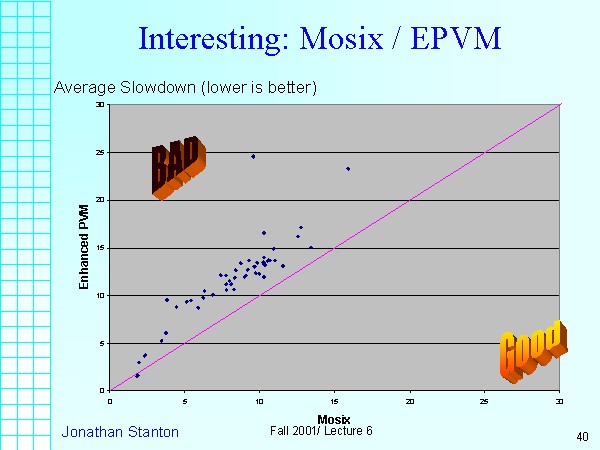 Interesting: Mosix / EPVM
Average Slowdown (lower is better)
30
25
20
15
10
5
0
Enhanced PVM
BAD
Good
0 5 10 15 20 25 30
Mosix
Jonathan Stanton
Fall 2001/ Lecture 6
40